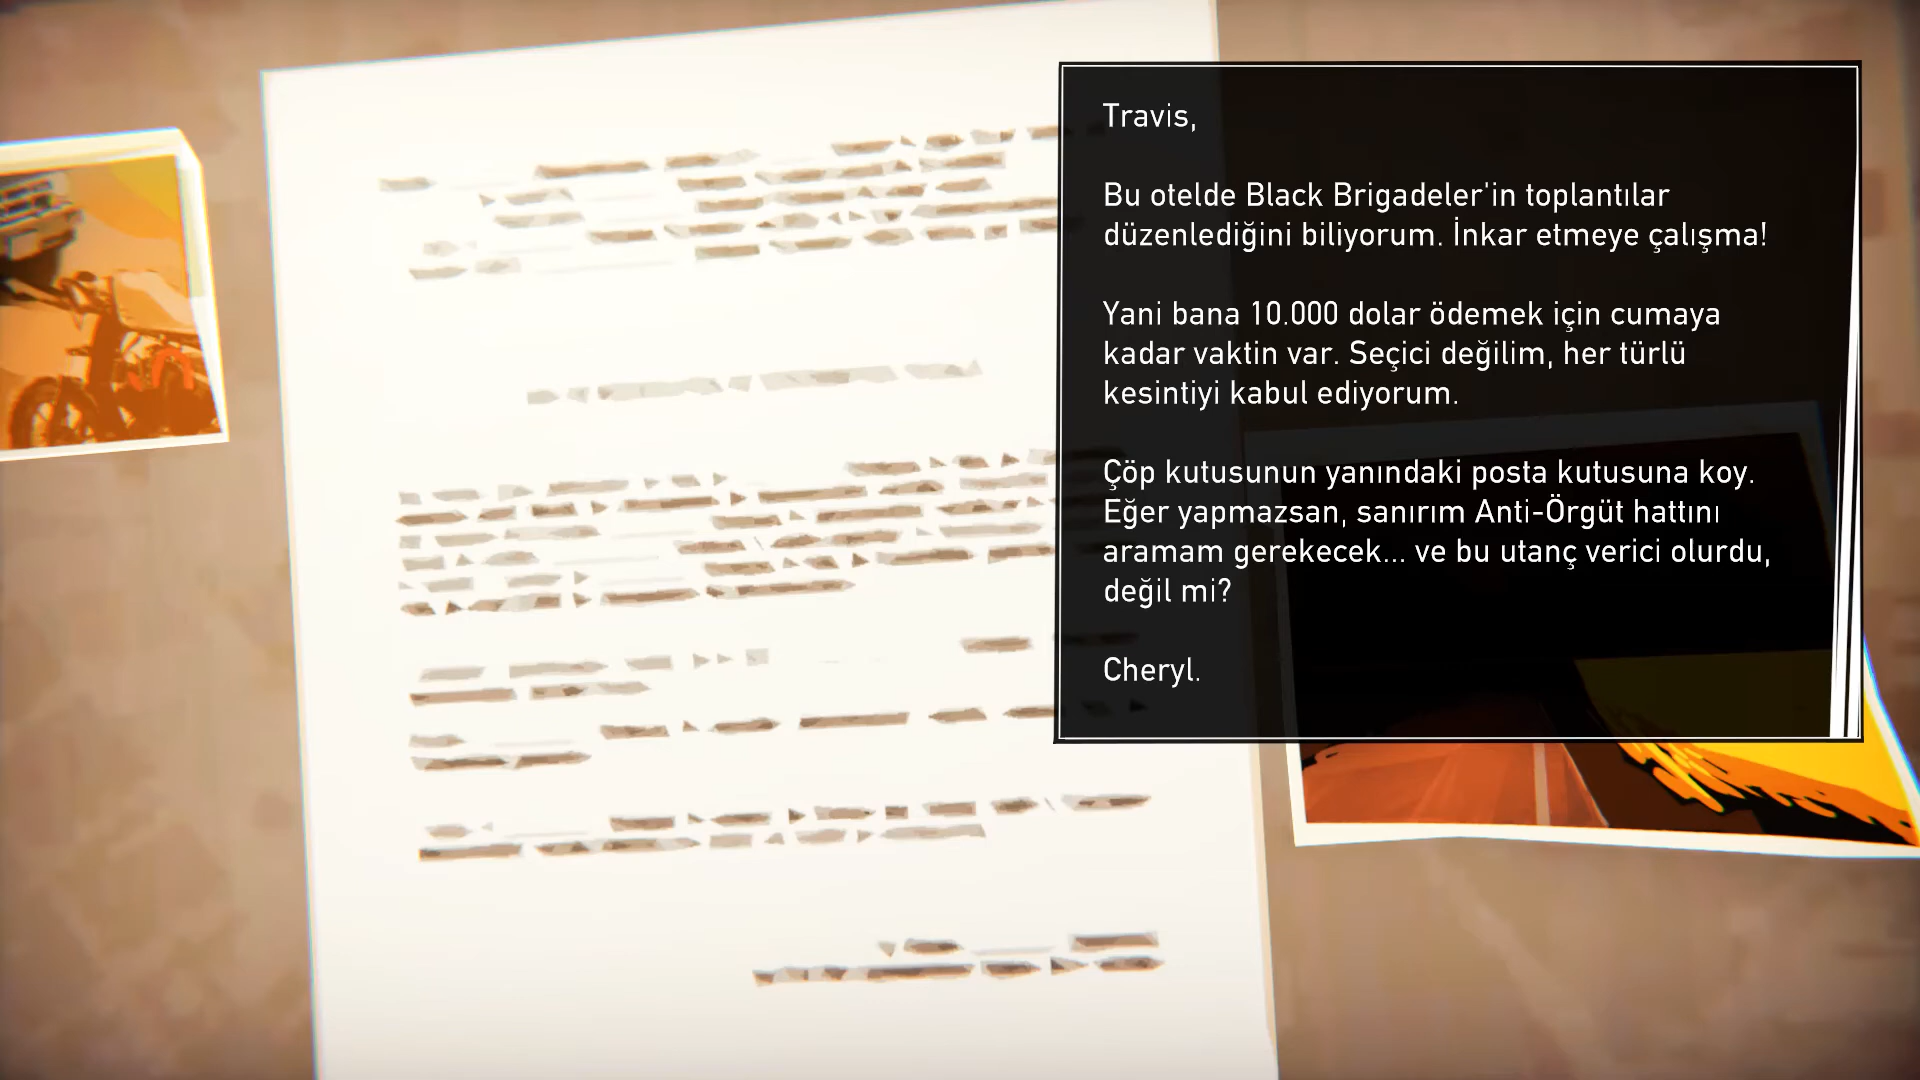 Travis,
Bu otelde Black Brigadeler'in toplantılar
düzenlediğini biliyorum. İnkar etmeye çalışma!
Yani bana 10.000 dolar ödemek için cumaya
kadar vaktin var. Seçici değilim, her türlü
kesintiyi kabul ediyorum.
Çöp kutusunun yanındaki posta kutusuna koy.
Eğer yapmazsan, sanırım Anti-Örgüt hattını
aramam gerekecek... ve bu utanç verici olurdu,
değil mi?
Cheryl.